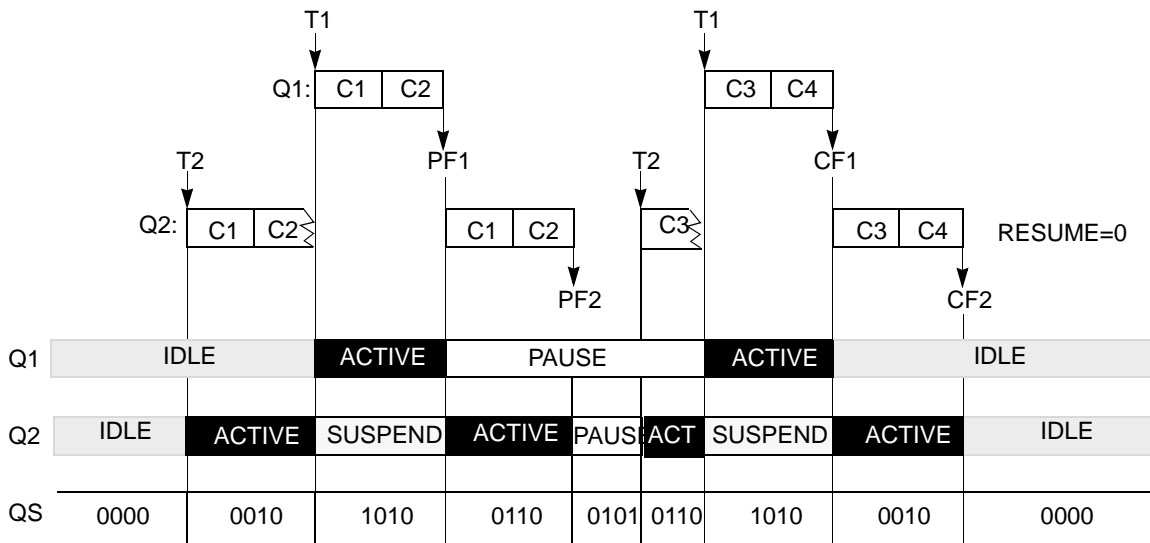 T1 T1
Q1: C1 C2 C3 C4
T2 PF1 T2 CF1
Q2: C1 C2 C1 C2 C3 C3 C4 RESUME=0
PF2 CF2
Q1 IDLE ACTIVE PAUSE ACTIVE IDLE
Q2 IDLE ACTIVE SUSPEND ACTIVE PAUSE ACT SUSPEND ACTIVE IDLE
QS 0000 0010 1010 0110 0101 0110 1010 0010 0000